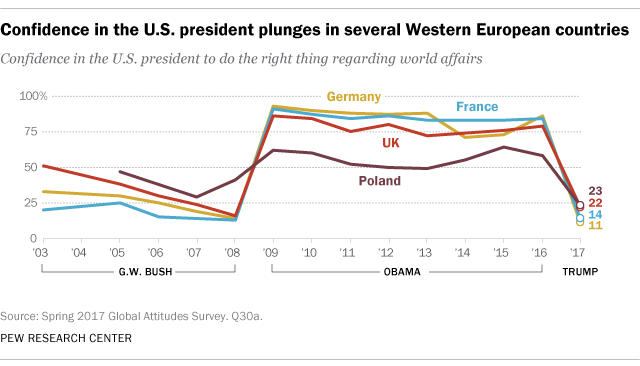 Confidence in the U.S. president plunges in several Western European countries
Confidence in the U.S. president to do the right thing regarding world affairs
100%
Germany
France
75
UK
50
Poland
25
23
22
14
11
0
'03 '04 '05 '06 '07 '08 '09 '10 '11 '12 '13 '14 '15 '16 '17
G.W. BUSH OBAMA TRUMP
Source: Spring 2017 Global Attitudes Survey. Q30a.
PEW RESEARCH CENTER